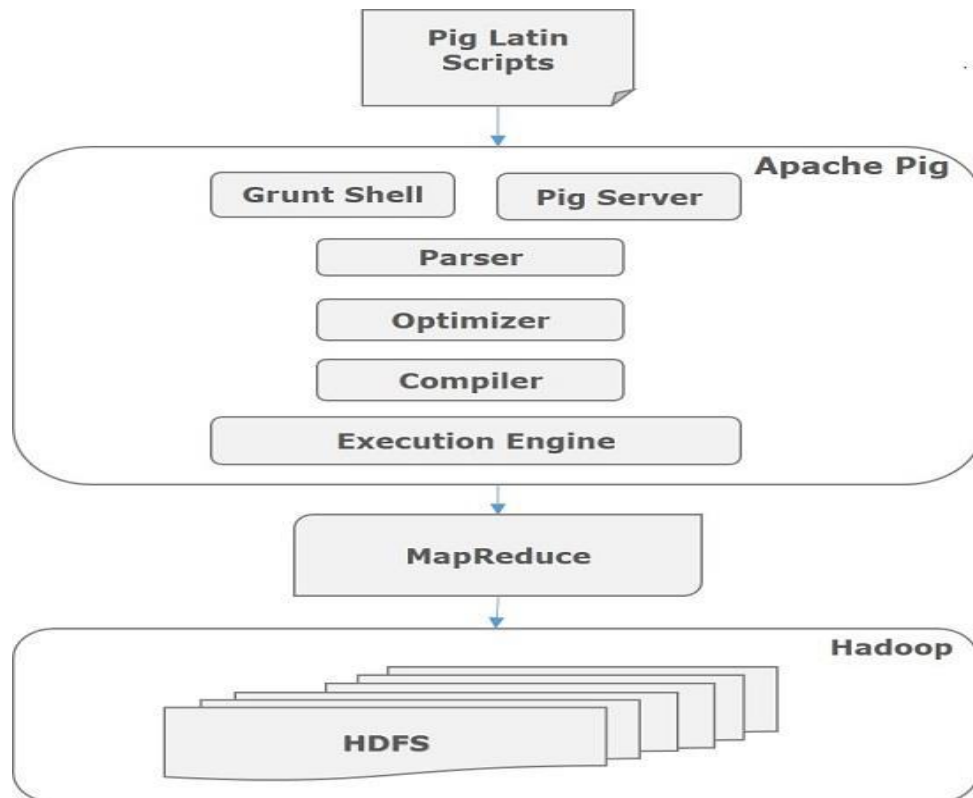 Pig Latin
Scripts
Apache Pig
Grunt Shell
Pig Server
Parser
Optimizer
Compiler
Execution Engine
MapReduce
Hadoop
HDFS